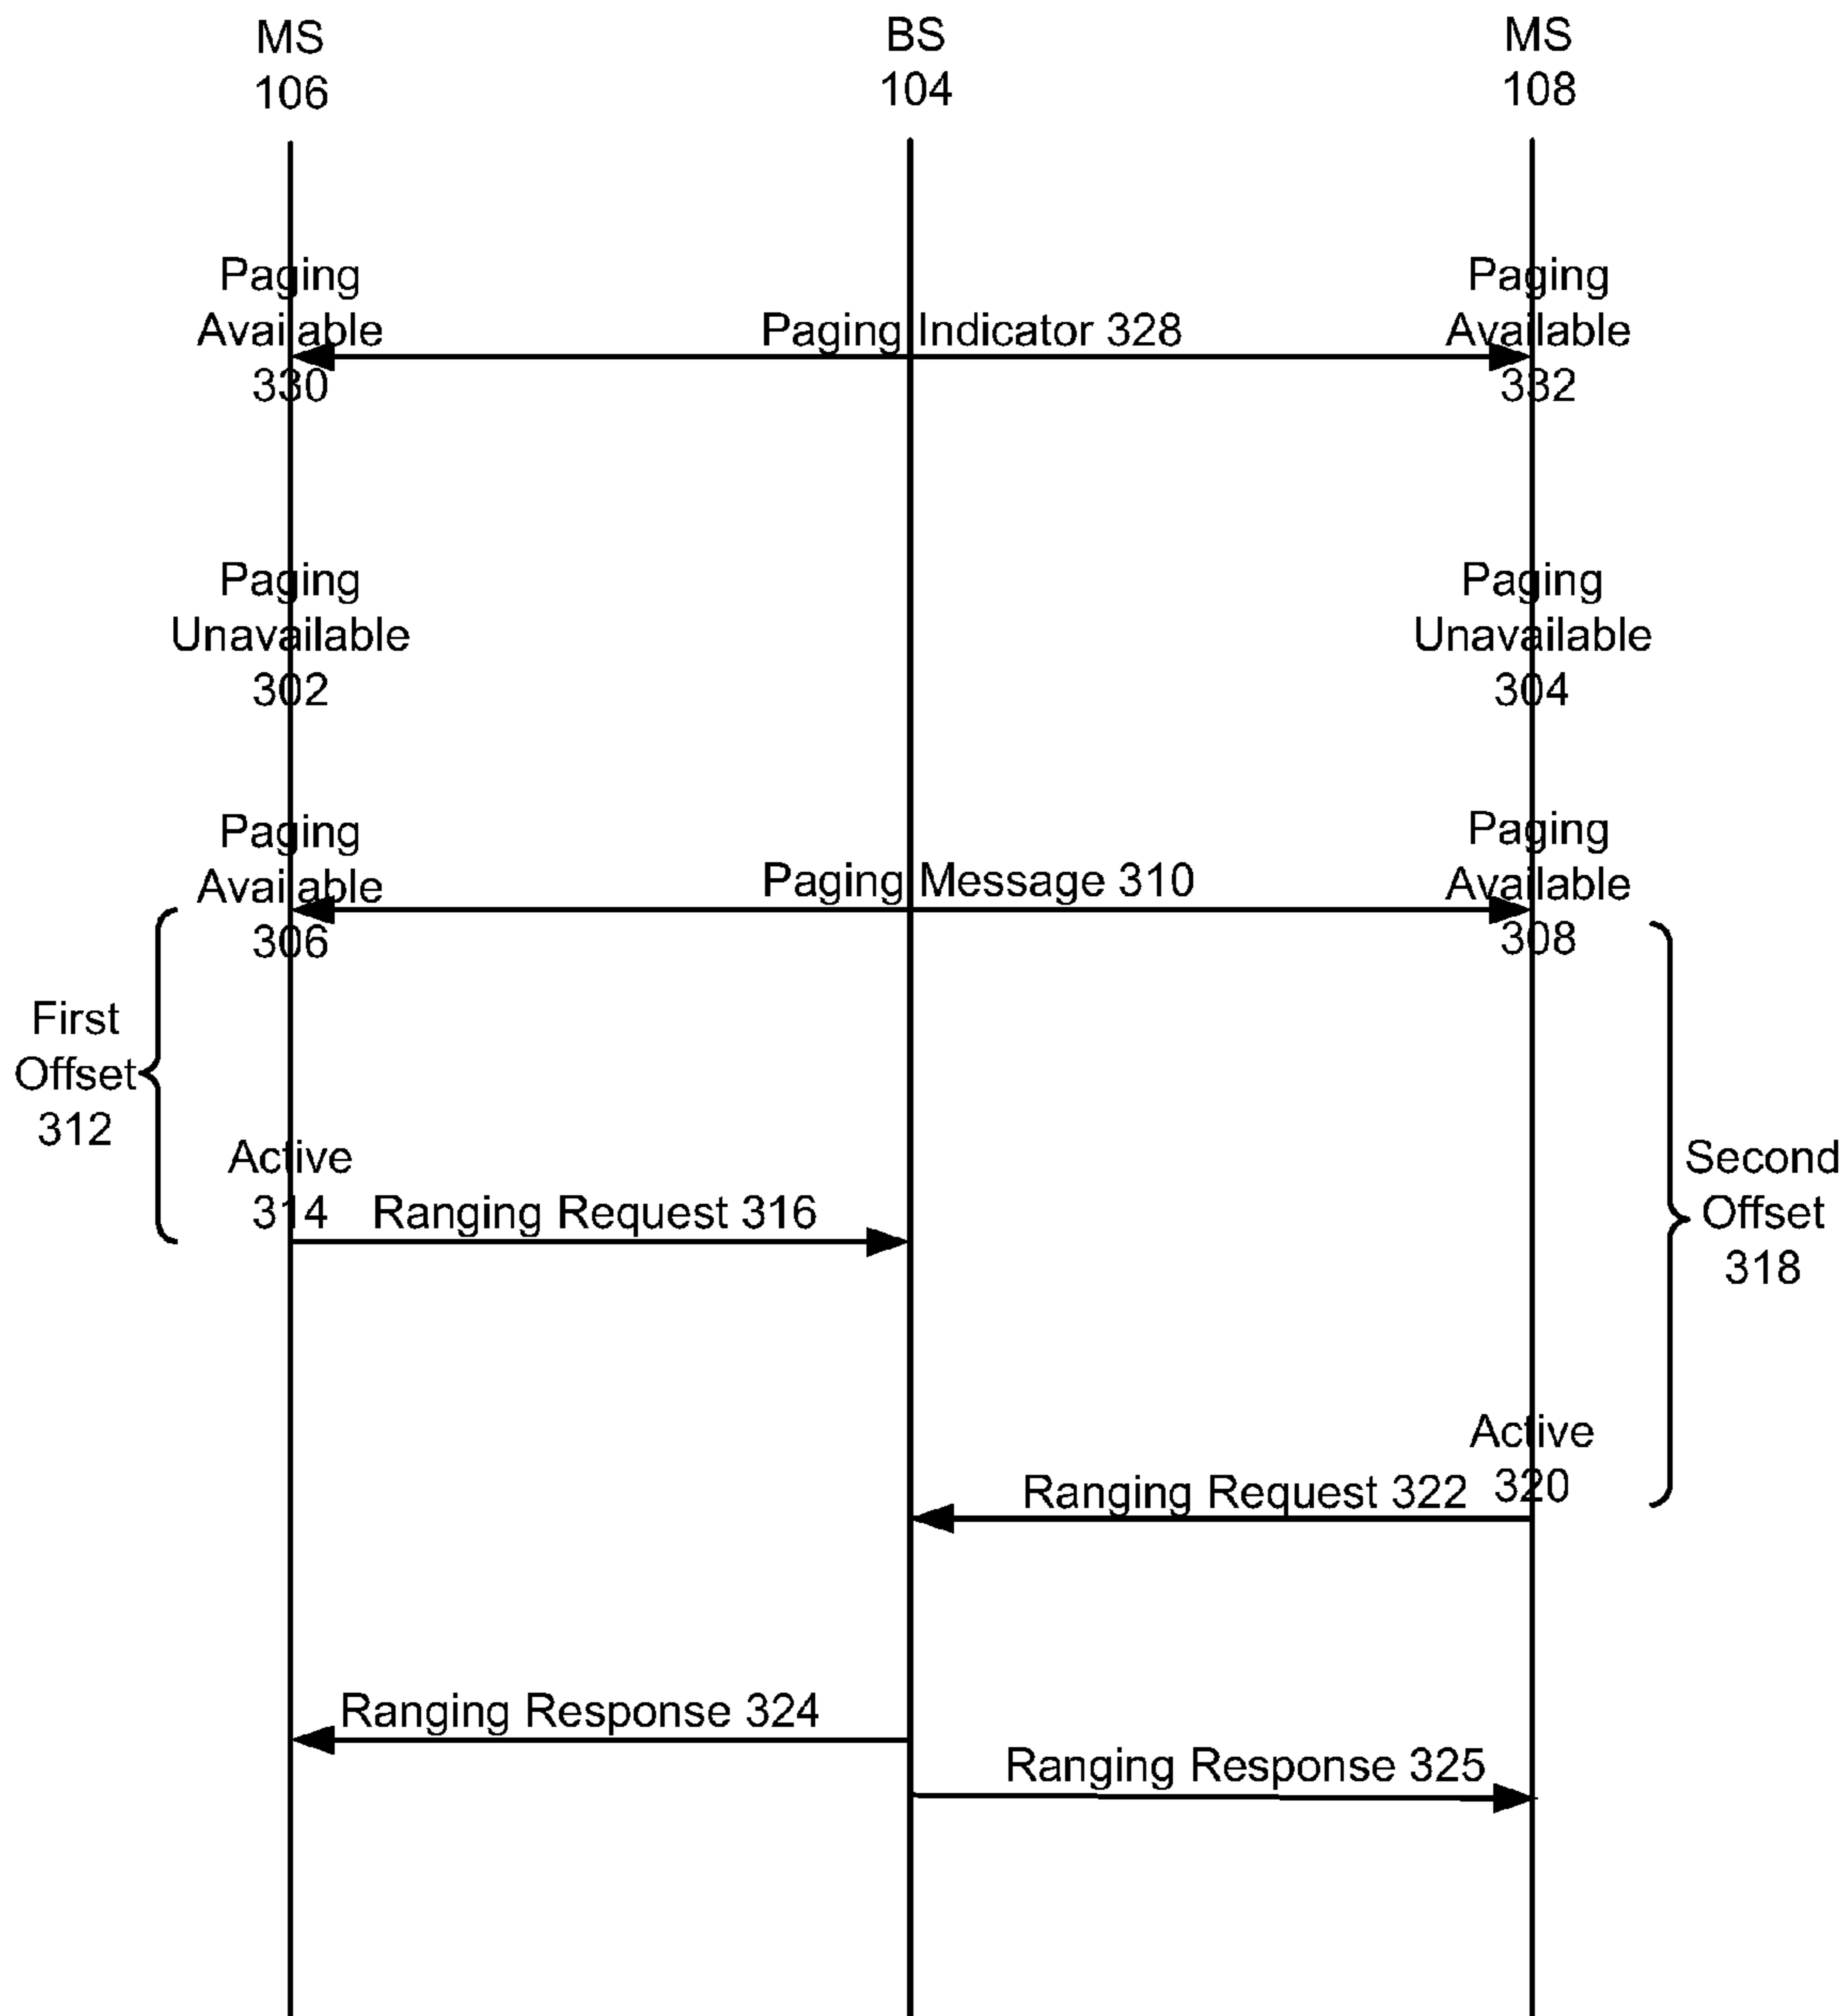 MS
106
BS
104
MS
108
Paging
Available
330
Paging Indicator 328
Paging
Available
332
Paging
Unavailable
302
Paging
Unavailable
304
Paging
Available
306
Paging Message 310
Paging
Available
308
First
Offset
312
Active
314
Ranging Request 316
Second
Offset
318
Active
320
Ranging Request 322
Ranging Response 324
Ranging Response 325